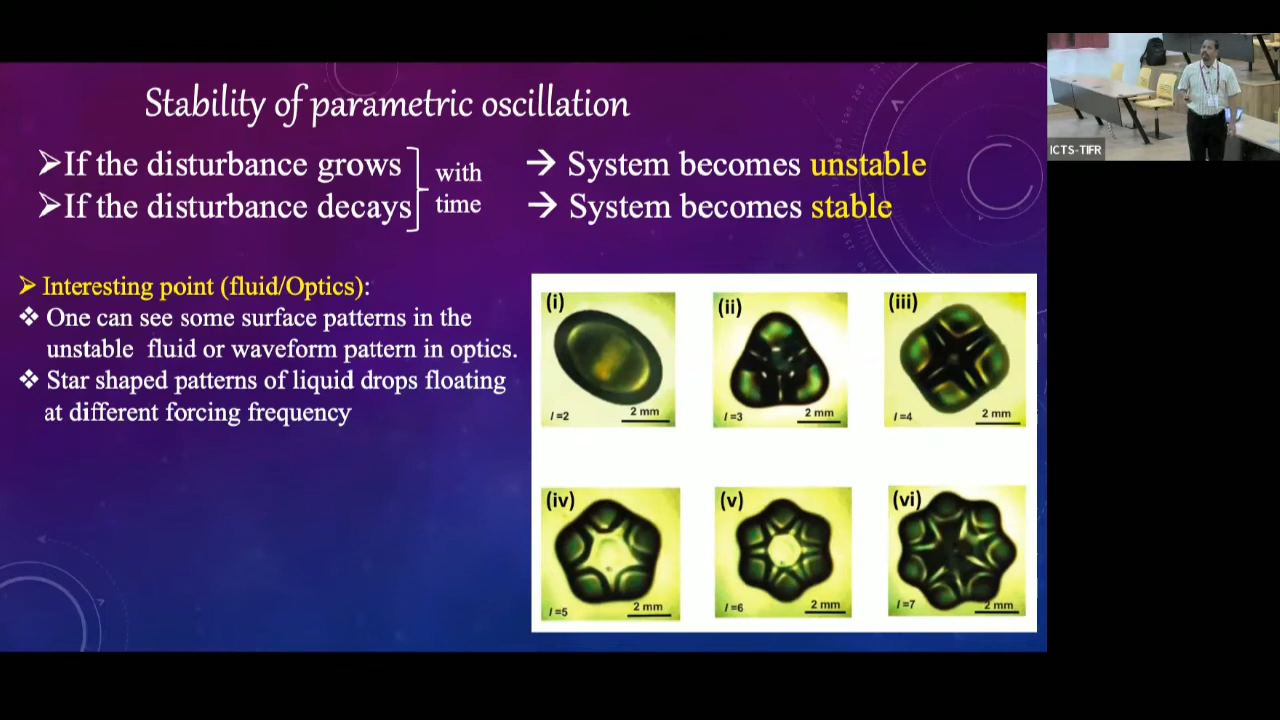 Stability of parametric oscillation
➢If the disturbance grows
➢If the disturbance decays
with
time
→ System becomes unstable
→ System becomes stable
➢ Interesting point (fluid/Optics):
❖ One can see some surface patterns in the
unstable fluid or waveform pattern in optics.
❖ Star shaped patterns of liquid drops floating
at different forcing frequency
(i)
l=2
2 mm
(ii)
l=3
2 mm
(iii)
l=4
2 mm
(iv)
l=5
2 mm
(v)
l=6
2 mm
(vi)
l=7
2 mm
ICTS-TIFR